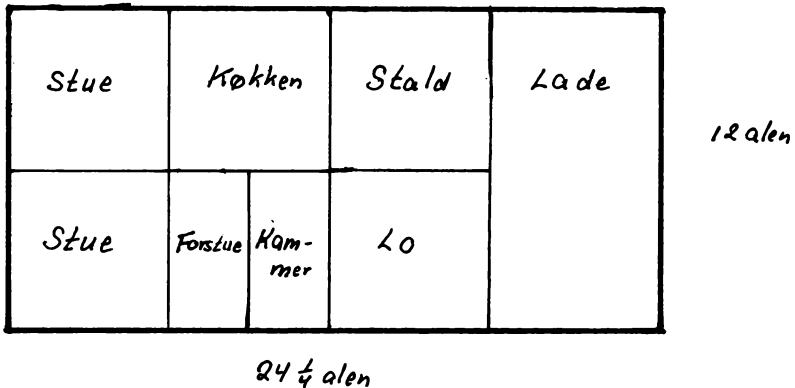 Stue
Køkken
Stald
Lade
12 alen
Stue
Forstue
Kam-
mer
Lo
24 1/4 alen